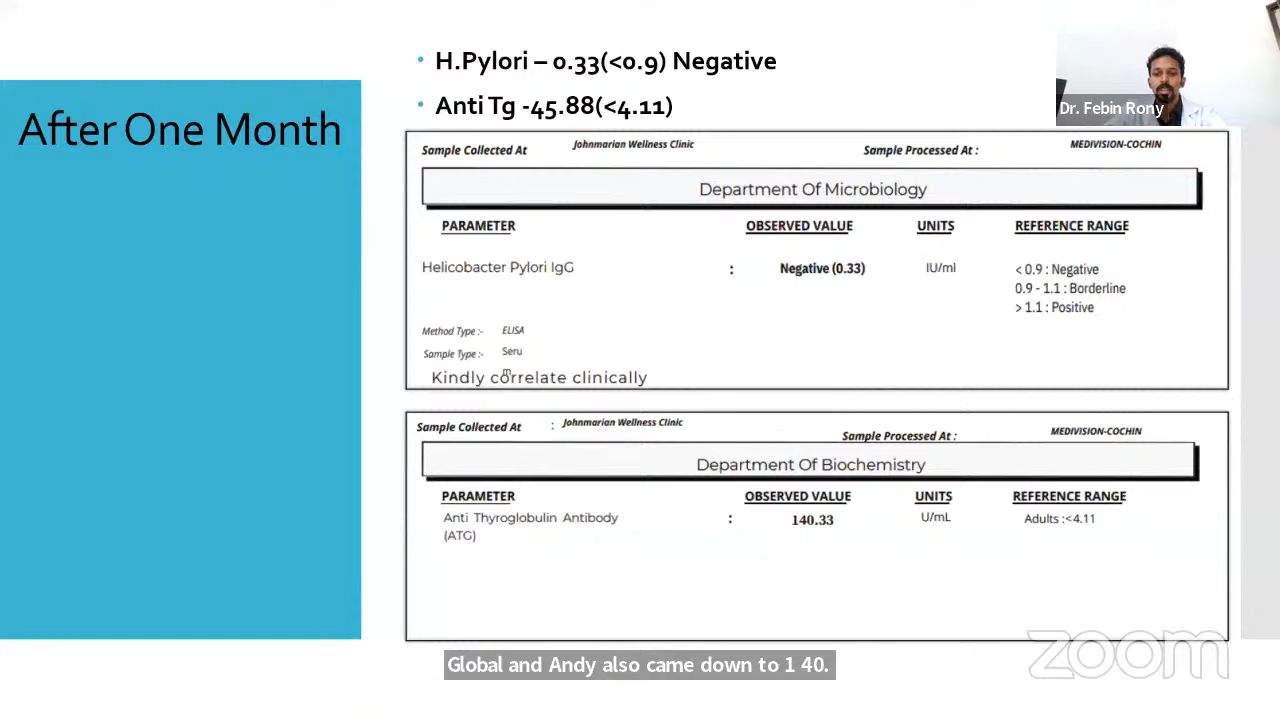 • H.Pylori – 0.33(<0.9) Negative
• Anti Tg -45.88(<4.11)
Dr. Febin Rony
After One Month
Sample Collected At Johnmarian Wellness Clinic Sample Processed At : MEDIVISION-COCHIN
Department Of Microbiology
PARAMETER OBSERVED VALUE UNITS REFERENCE RANGE
Helicobacter Pylori IgG : Negative (0.33) IU/ml < 0.9 : Negative
0.9 - 1.1 : Borderline
> 1.1 : Positive
Method Type :- ELISA
Sample Type :- Seru
m
Kindly correlate clinically
Sample Collected At : Johnmarian Wellness Clinic Sample Processed At : MEDIVISION-COCHIN
Department Of Biochemistry
PARAMETER OBSERVED VALUE UNITS REFERENCE RANGE
Anti Thyroglobulin Antibody : 140.33 U/mL Adults :<4.11
(ATG)
zoom
Global and Andy also came down to 1 40.